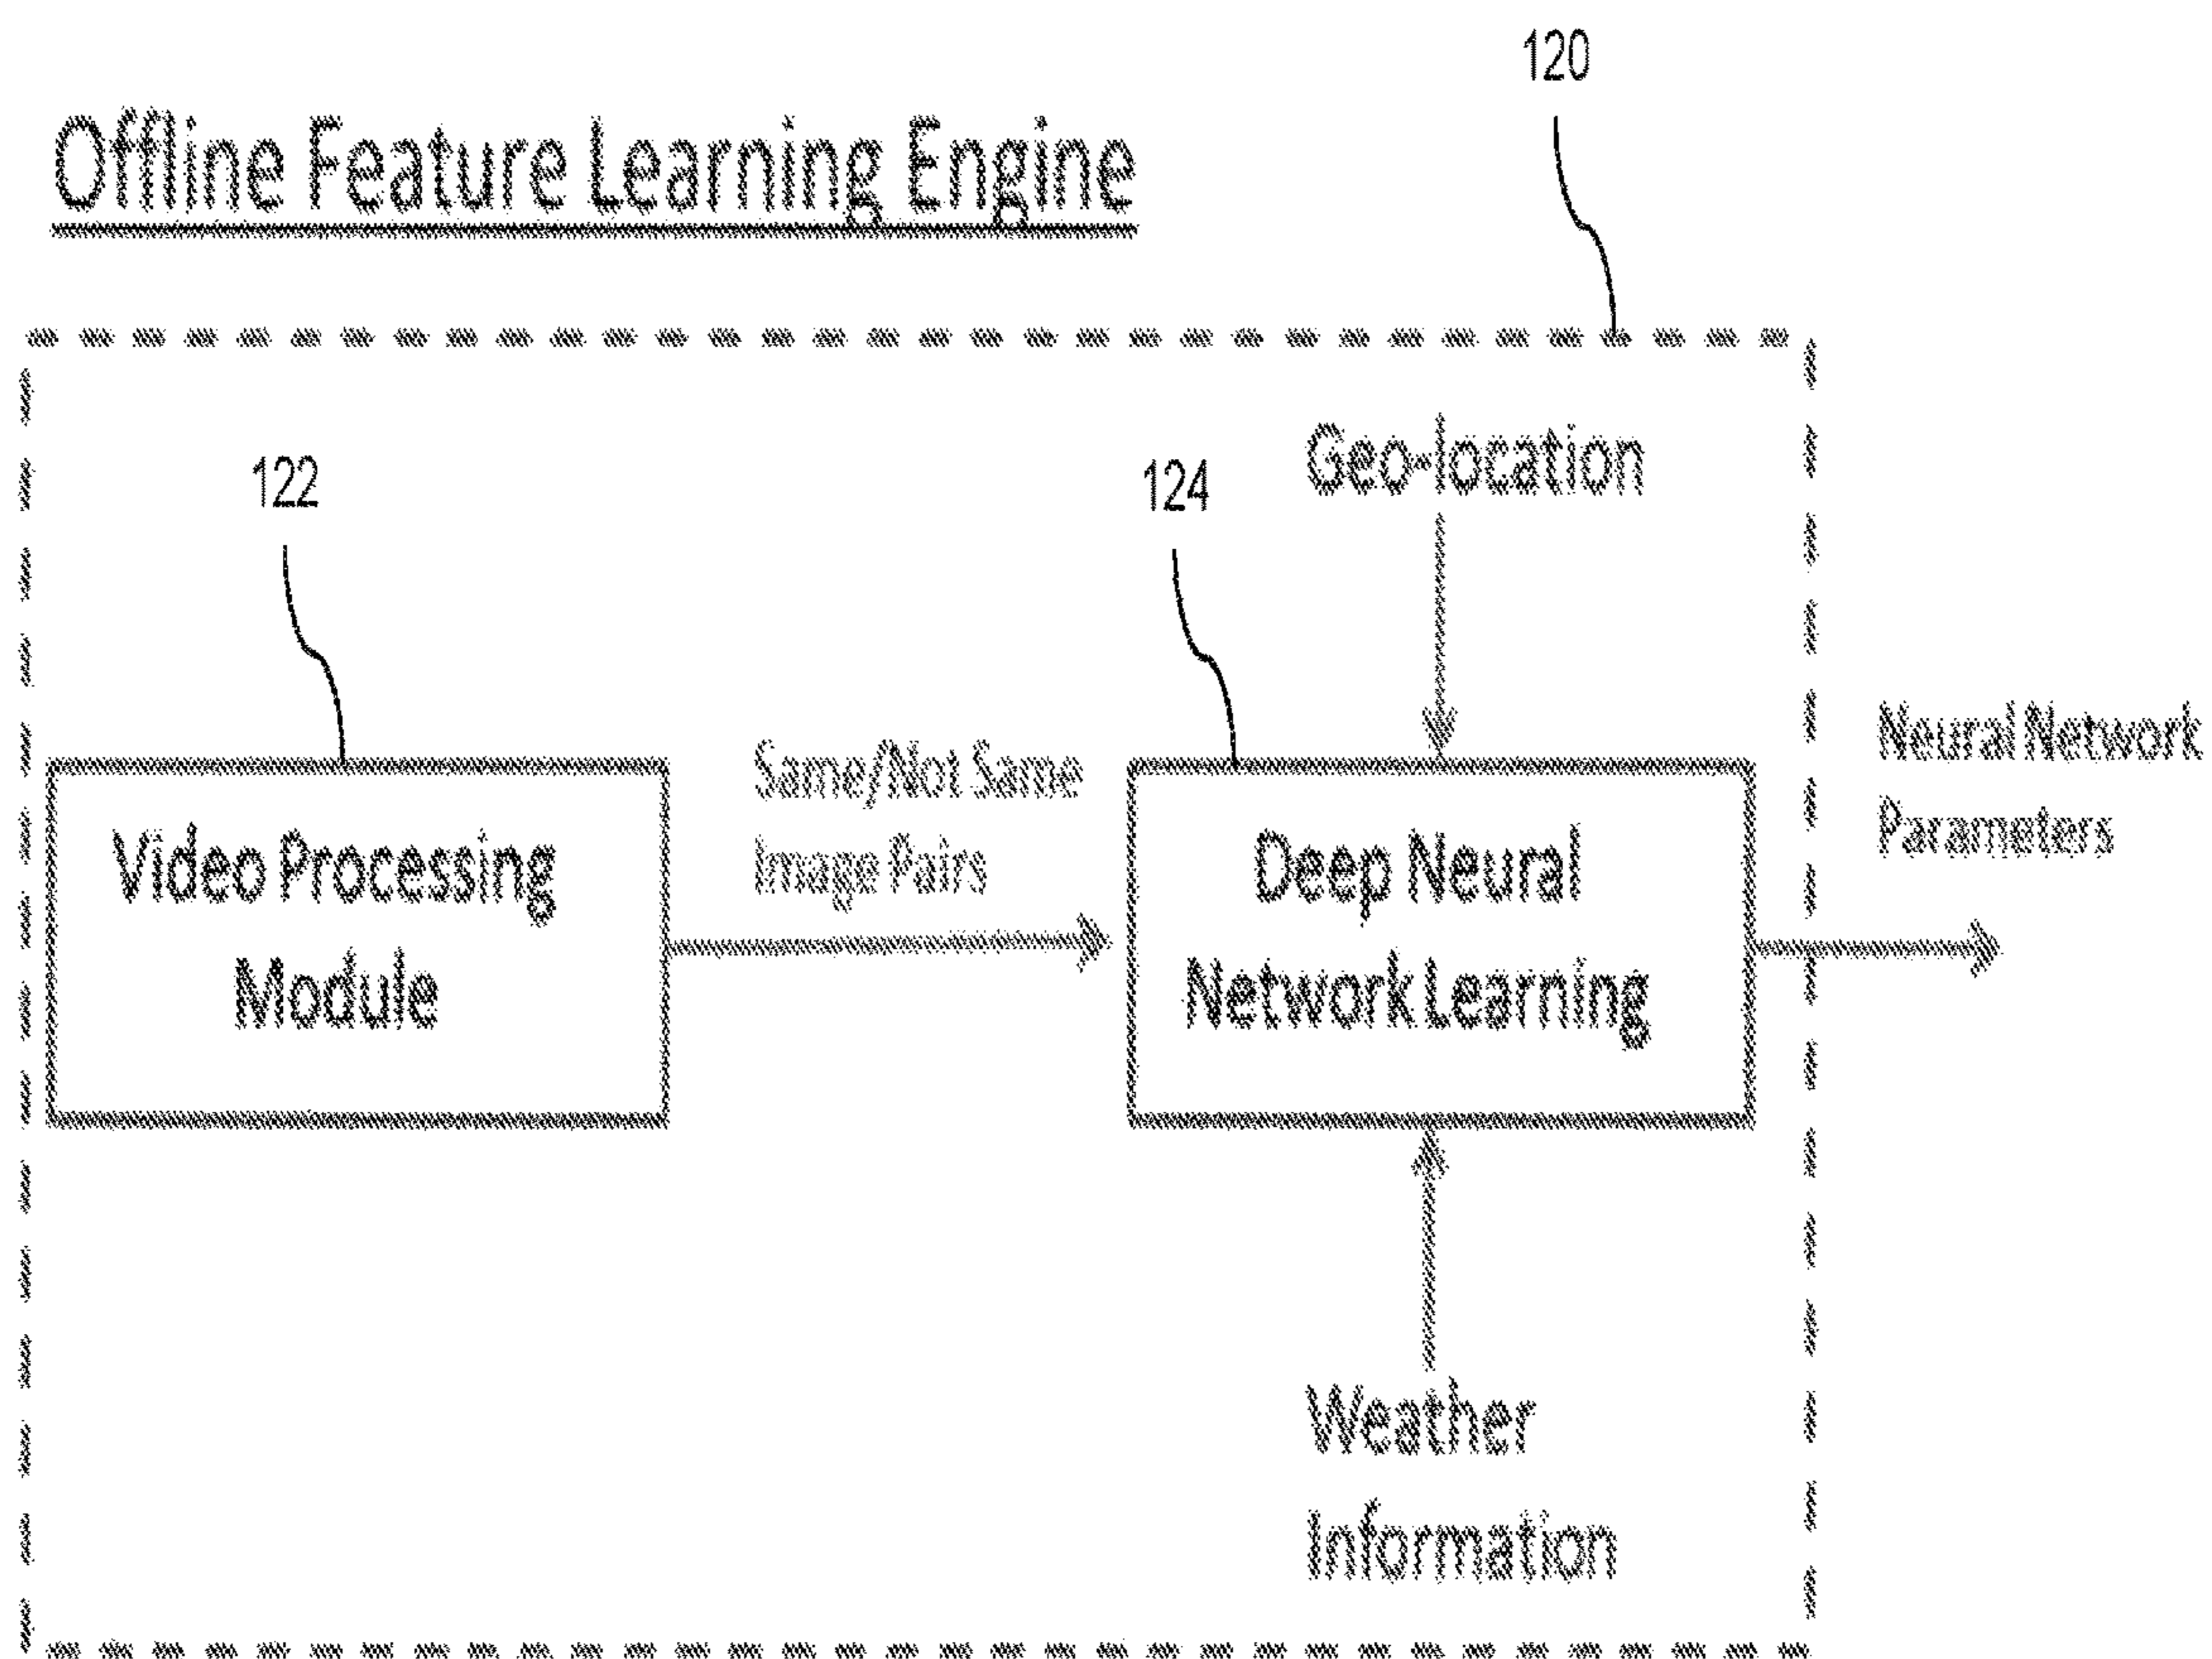 120
Offline Feature Learning Engine
Geo-location
122
124
Neural Network
Parameters
Same/Not Same
Image Pairs
Video Processing
Module
Deep Neural
Network Learning
Weather
Information